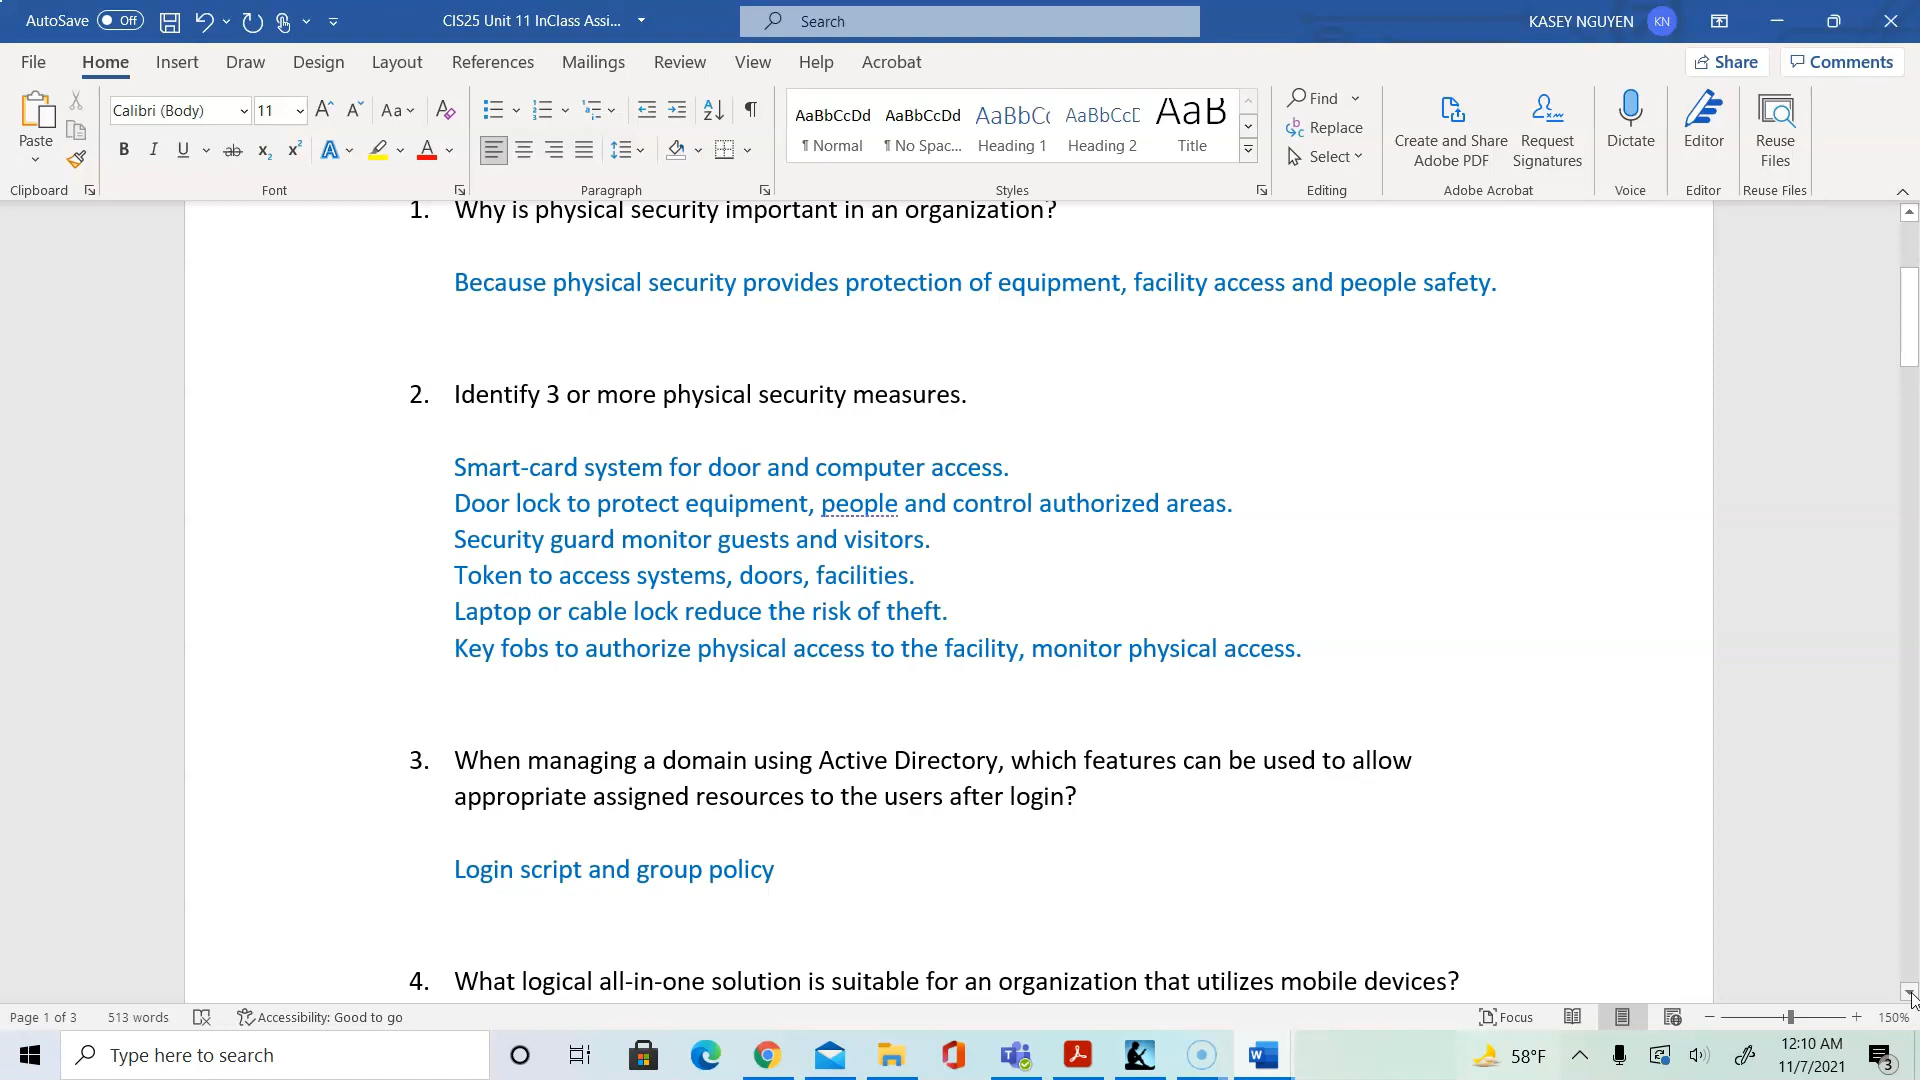 AutoSave Off CIS25 Unit 11 InClass Assi... Search KASEY NGUYEN KN
File Home Insert Draw Design Layout References Mailings Review View Help Acrobat Share Comments
Paste
Calibri (Body) 11 Aa
AaBbCcDd AaBbCcDd AaBbCc AaBbCcD AaB
¶ Normal ¶ No Spac... Heading 1 Heading 2 Title
Find
Replace
Select
Create and Share
Adobe PDF
Request
Signatures
Dictate
Editor
Reuse
Files
Clipboard Font Paragraph Styles Editing Adobe Acrobat Voice Editor Reuse Files
1. Why is physical security important in an organization?
Because physical security provides protection of equipment, facility access and people safety.
2. Identify 3 or more physical security measures.
Smart-card system for door and computer access.
Door lock to protect equipment, people and control authorized areas.
Security guard monitor guests and visitors.
Token to access systems, doors, facilities.
Laptop or cable lock reduce the risk of theft.
Key fobs to authorize physical access to the facility, monitor physical access.
3. When managing a domain using Active Directory, which features can be used to allow
appropriate assigned resources to the users after login?
Login script and group policy
4. What logical all-in-one solution is suitable for an organization that utilizes mobile devices?
Page 1 of 3 513 words Accessibility: Good to go Focus 150%
Type here to search 58°F 12:10 AM
11/7/2021 3